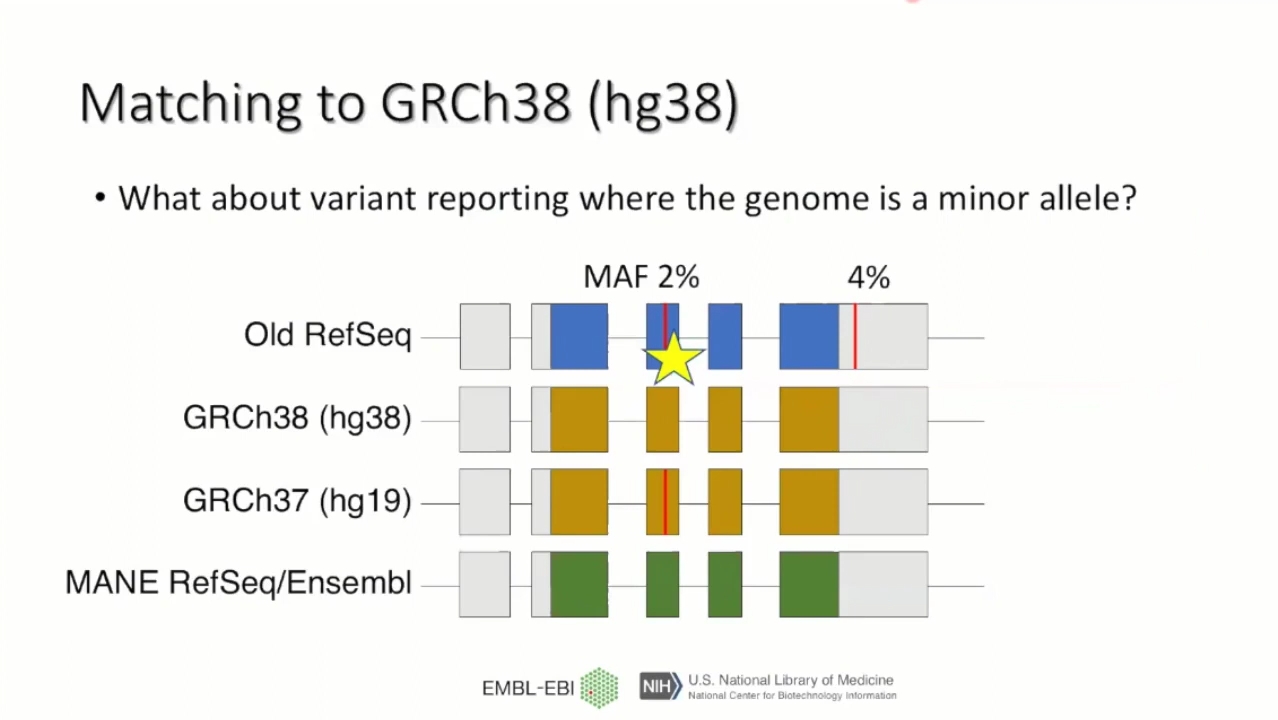 Matching to GRCh38 (hg38)
• What about variant reporting where the genome is a minor allele?
MAF 2%
4%
Old RefSeq
GRCh38 (hg38)
GRCh37 (hg19)
MANE RefSeq/Ensembl
EMBL-EBI
NIH
U.S. National Library of Medicine
National Center for Biotechnology Information